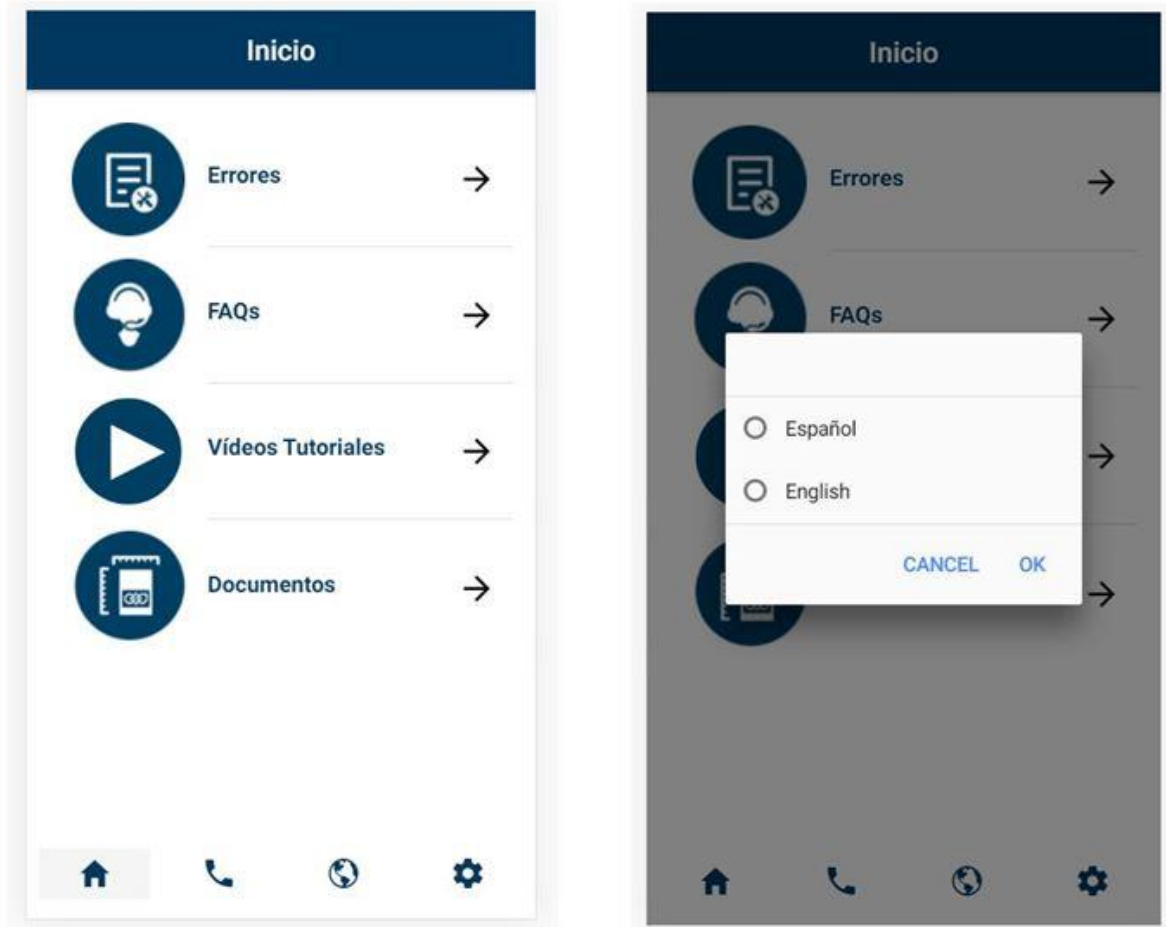 Inicio
Errores
FAQs
Vídeos Tutoriales
Documentos
Inicio
Errores
FAQs
Español
English
CANCEL OK